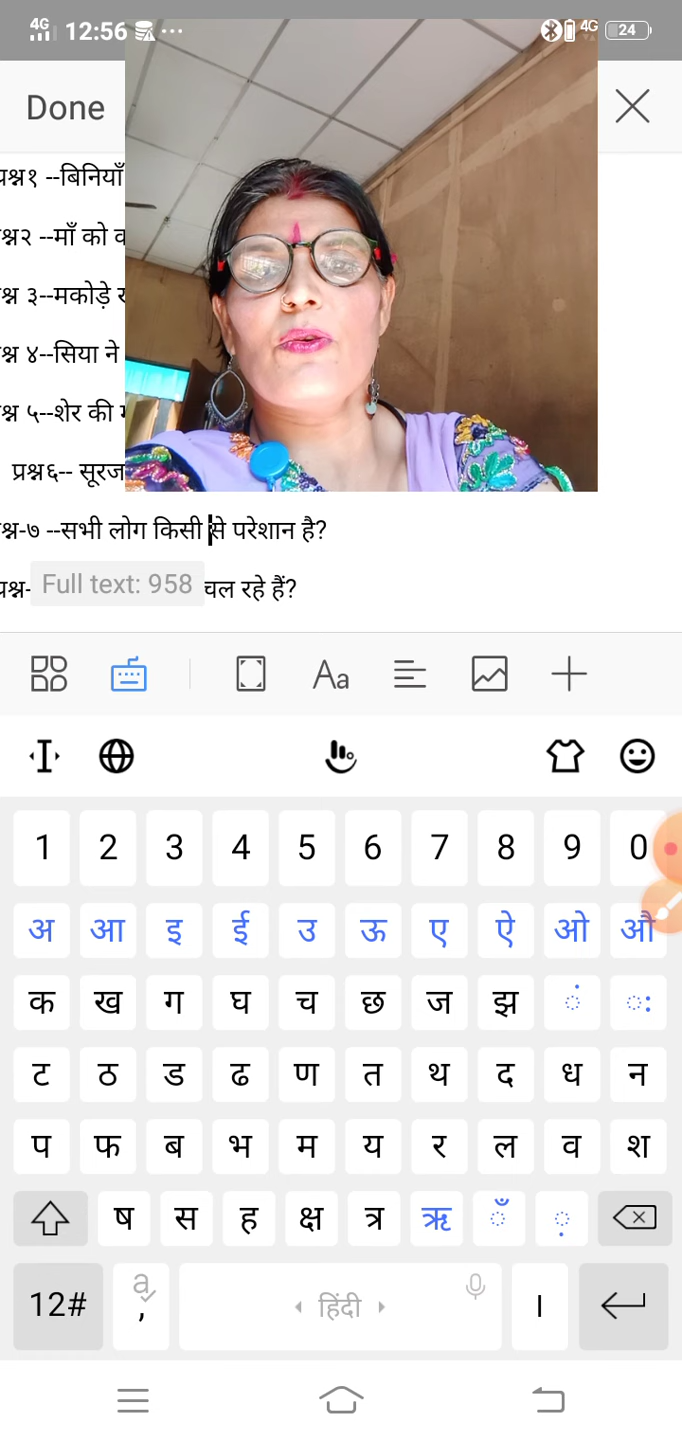 4G 12:56 ... 4G 24
Done
प्रश्न१ --बिनियाँ
श्न२ --माँ को
श्न ३--मकोड़े
श्न ४--सिया ने
श्न ५--शेर की
प्रश्न६-- सूरज
श्न-७ --सभी लोग किसी से परेशान है?
प्रश्न- Full text: 958 चल रहे हैं?
Aa
1 2 3 4 5 6 7 8 9 0
अ आ इ ई उ ऊ ए ऐ ओ औ
क ख ग घ च छ ज झ ं ः
ट ठ ड ढ ण त थ द ध न
प फ ब भ म य र ल व श
ष स ह क्ष त्र ऋ ँ ़
12# a , हिंदी ।